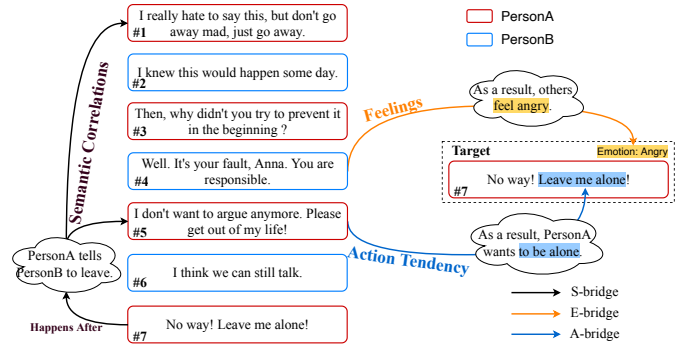 I really hate to say this, but don't go
away mad, just go away.
#1
I knew this would happen some day.
#2
Then, why didn't you try to prevent it
in the beginning ?
#3
Well. It's your fault, Anna. You are
responsible.
#4
I don't want to argue anymore. Please
get out of my life!
#5
I think we can still talk.
#6
No way! Leave me alone!
#7
Semantic Correlations
PersonA tells
PersonB to leave.
Happens After
PersonA
PersonB
Feelings
As a result, others
feel angry.
Target
Emotion: Angry
No way! Leave me alone!
#7
As a result, PersonA
wants to be alone.
Action Tendency
S-bridge
E-bridge
A-bridge